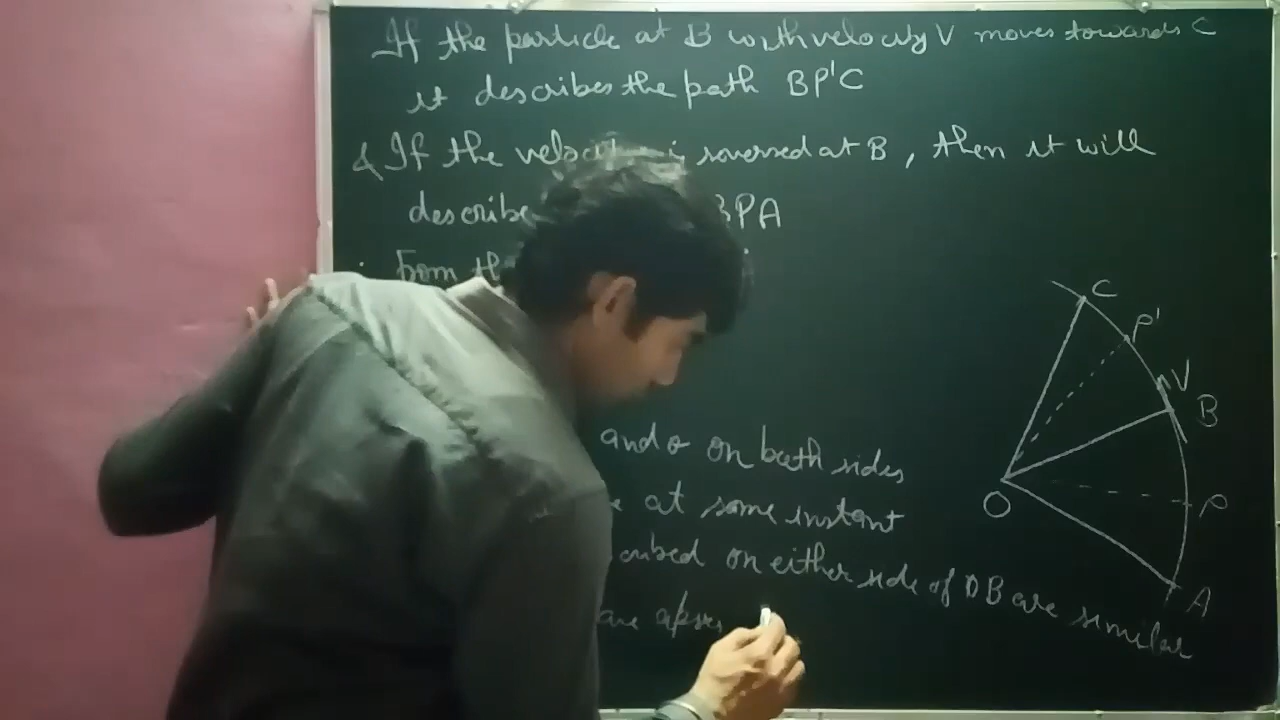 If the particle at B with velocity V moves towards C
it describes the path BP'C
& If the velocity is reversed at B, then it will
describe BPA
from th
and on both sides
at some instant
cribed on either side of OB are similar
are apses
C
P'
V
B
O
P
A